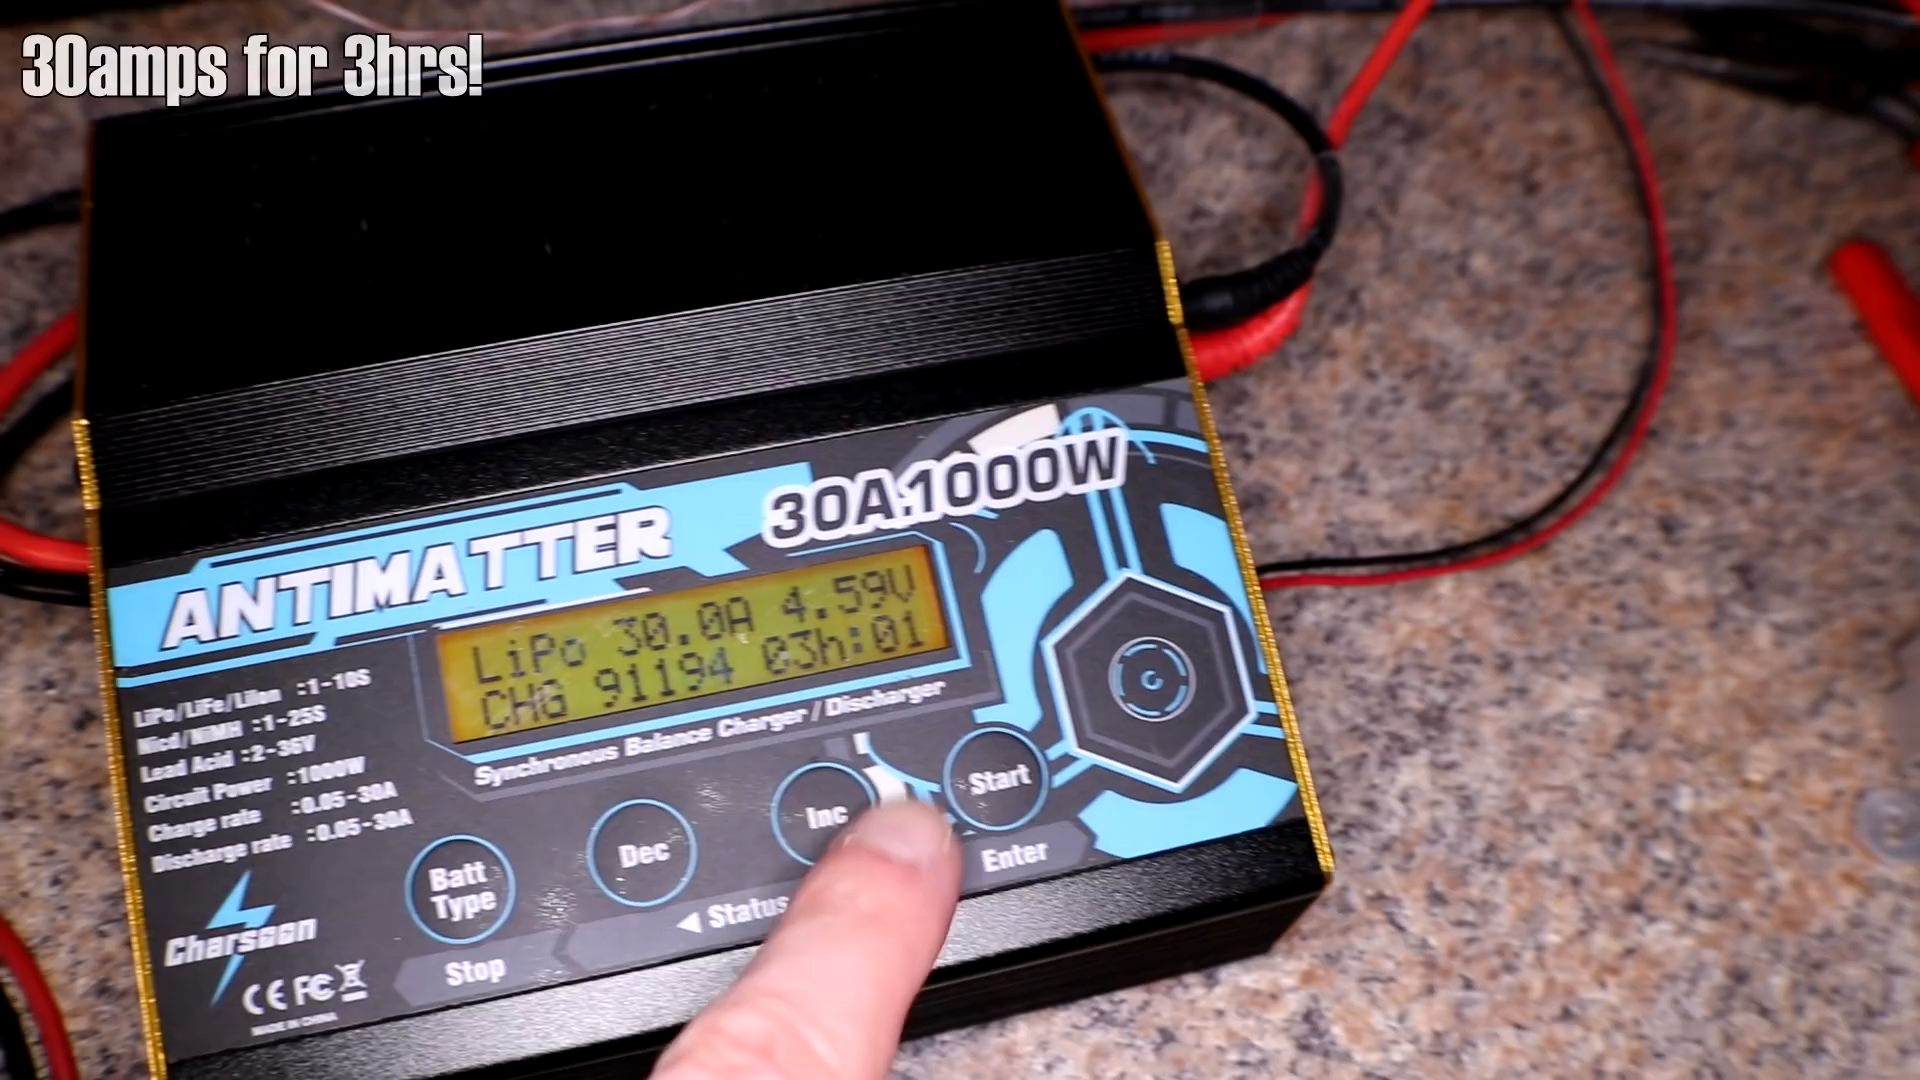 30amps for 3hrs!
30A.1000W
ANTIMATTER
LiPo 30.0A 4.59V
CHG 91194 03h:01
Synchronous Balance Charger / Discharger
LiPo/LiFe/LiIon :1-10S
Nicd/NiMH :1-25S
Lead Acid :2-36V
Circuit Power :1000W
Charge rate :0.05-30A
Discharge rate :0.05-30A
Batt Type
Dec
Inc
Start
Stop
Status
Enter
Charsoon
CE FC
MADE IN CHINA